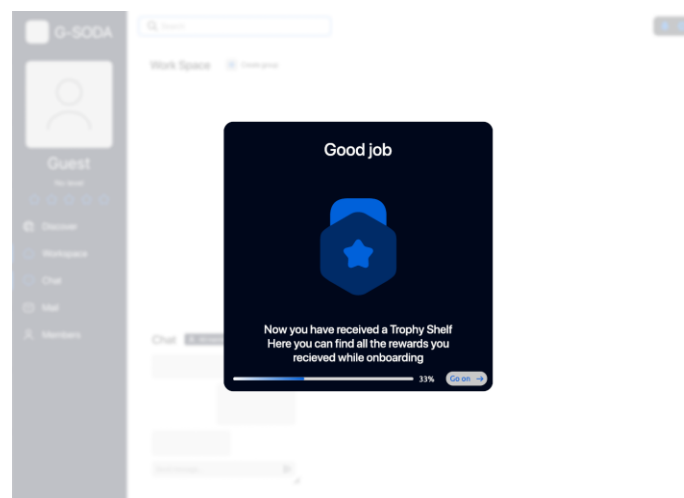 G-SODA
Search
Work Space
Guest
Discover
Workspace
Chat
Mail
Members
Good job
Now you have received a Trophy Shelf
Here you can find all the rewards you
recieved while onboarding
33%
Go on
Chat